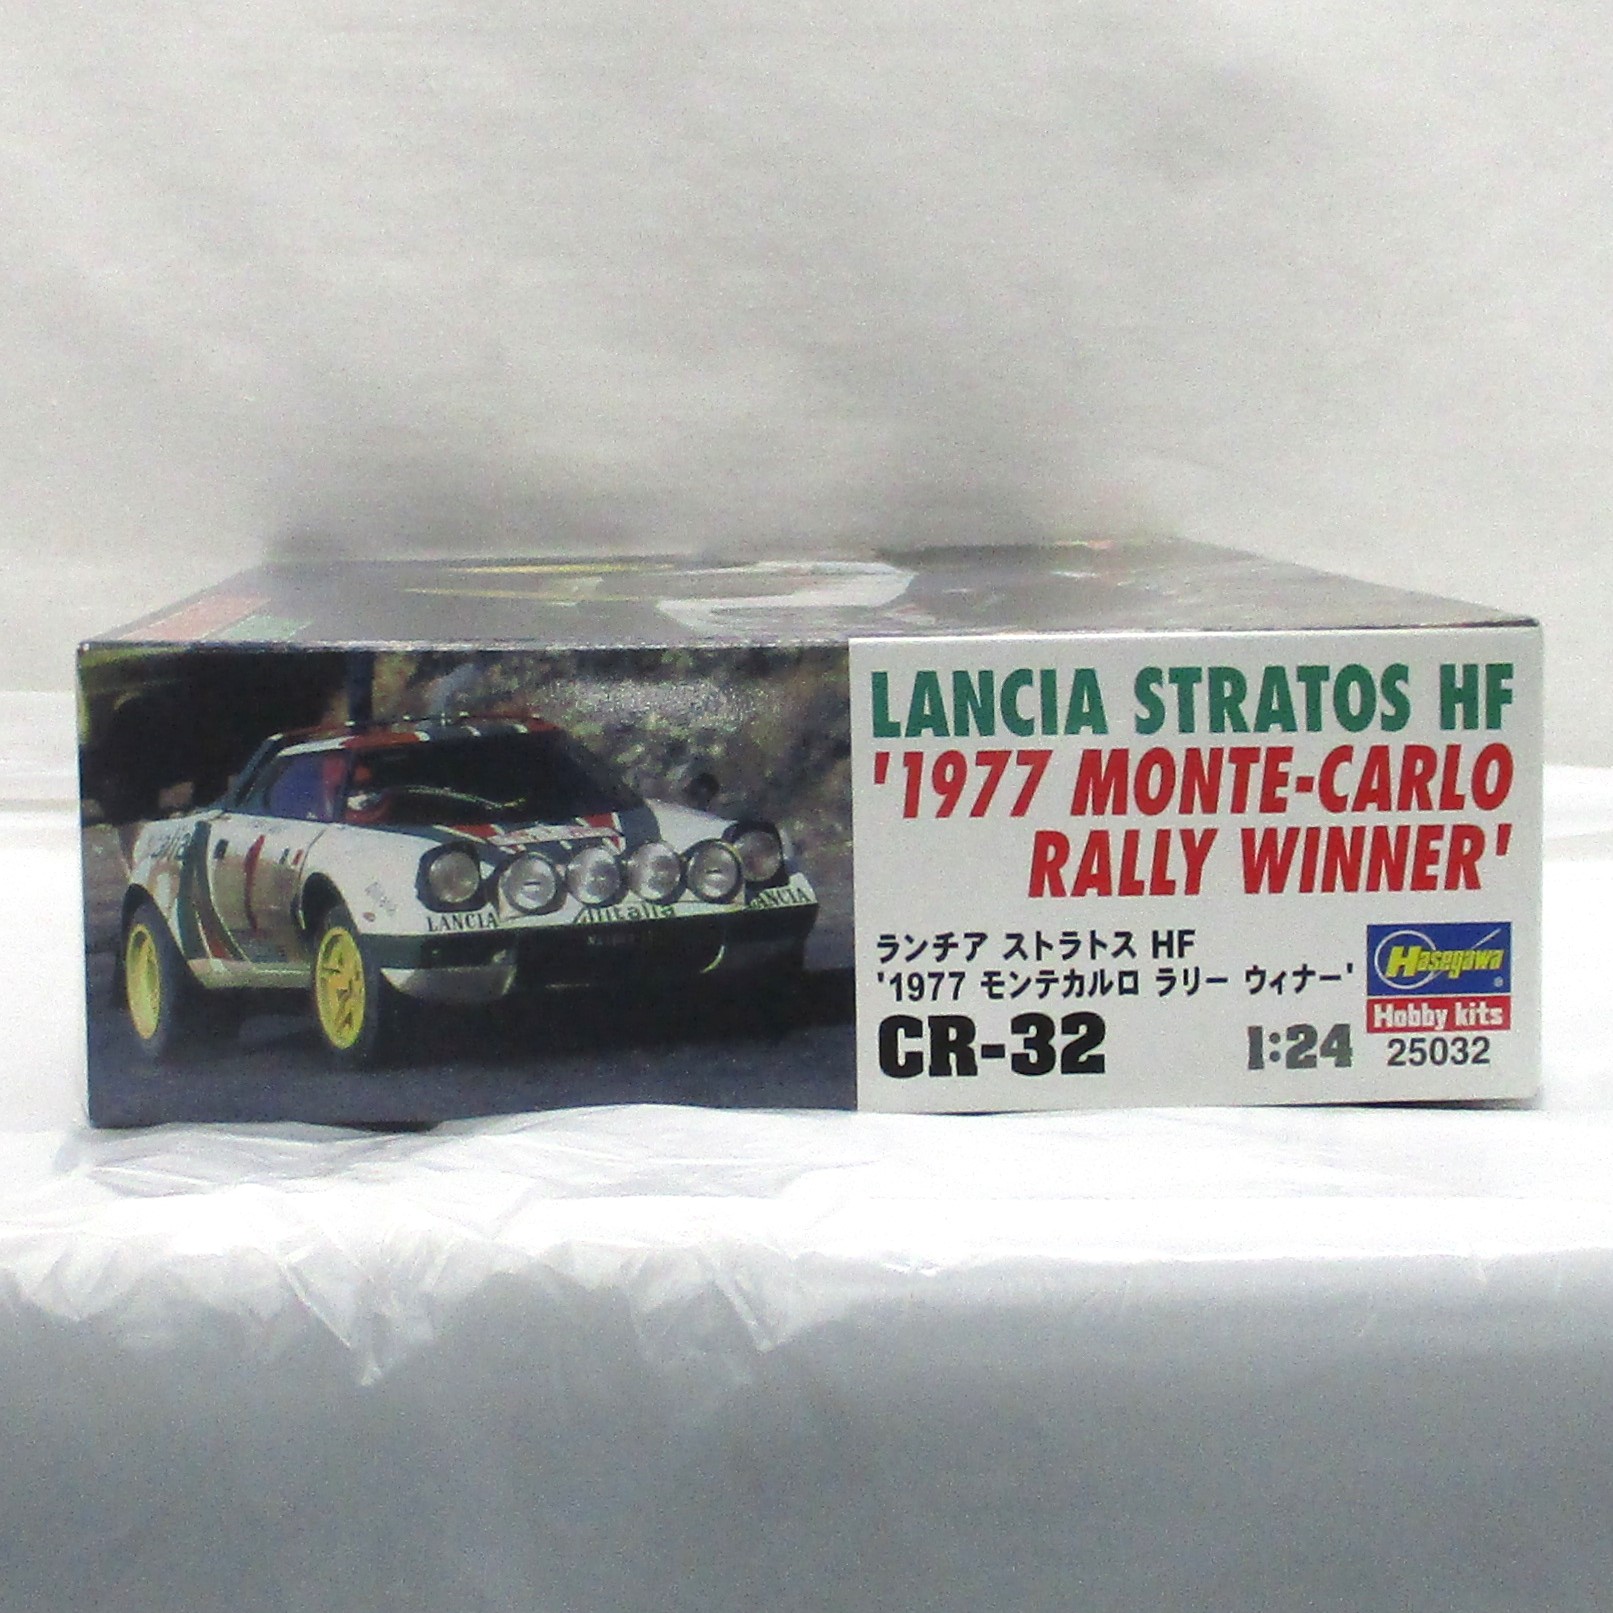 LANCIA STRATOS HF
'1977 MONTE-CARLO
RALLY WINNER'
ランチア ストラトス HF
'1977 モンテカルロ ラリー ウィナー'
CR-32
1:24
Hasegawa
Hobby kits
25032
1
LANCIA
Alitalia
LANCIA